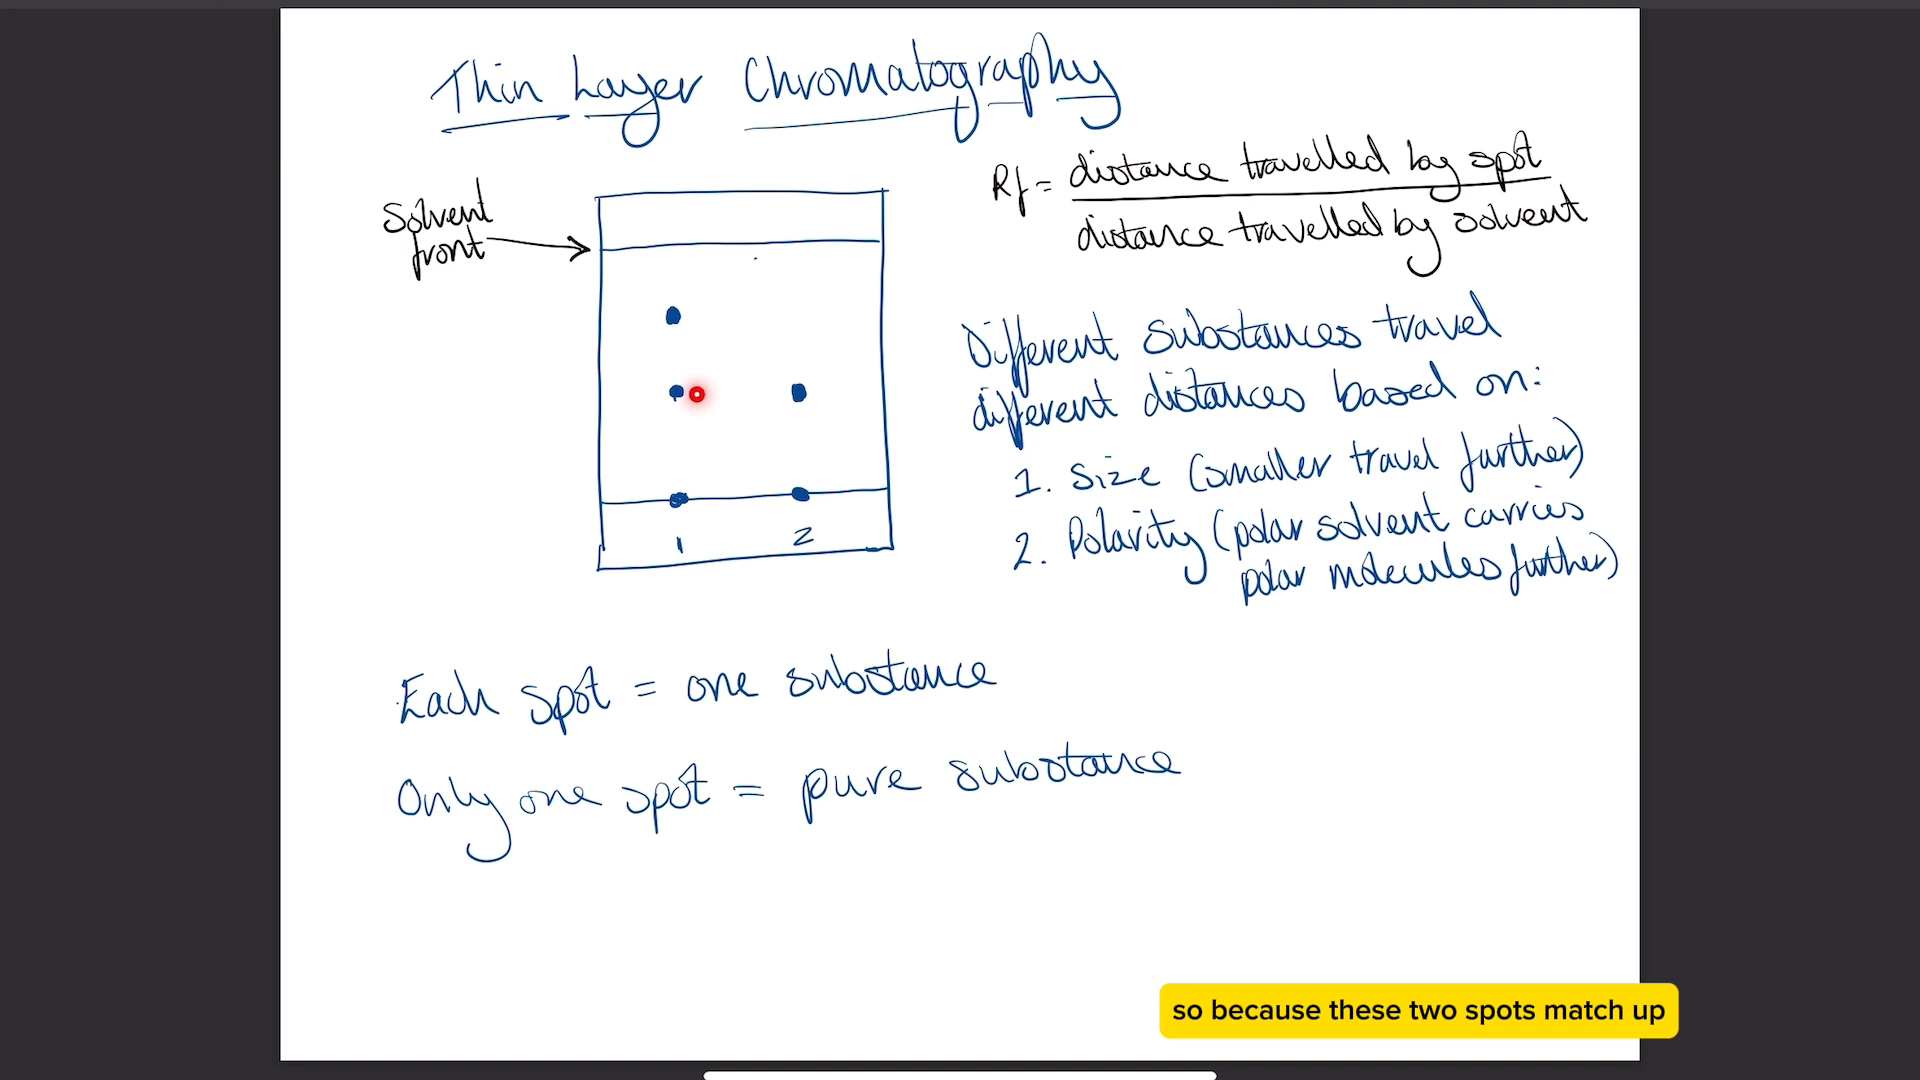 Thin Layer Chromatography
Solvent
front
Rf = distance travelled by spot
distance travelled by solvent
Different substances travel
different distances based on:
1. Size (smaller travel further)
2. Polarity (polar solvent carries
polar molecules further)
1 2
Each spot = one substance
Only one spot = pure substance
so because these two spots match up